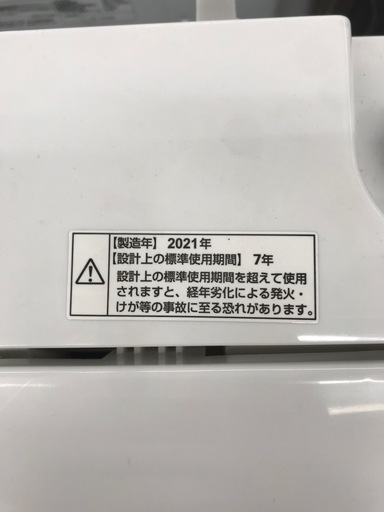 【製造年】 2021年
【設計上の標準使用期間】 7年
設計上の標準使用期間を超えて使用
されますと、経年劣化による発火・
けが等の事故に至る恐れがあります。